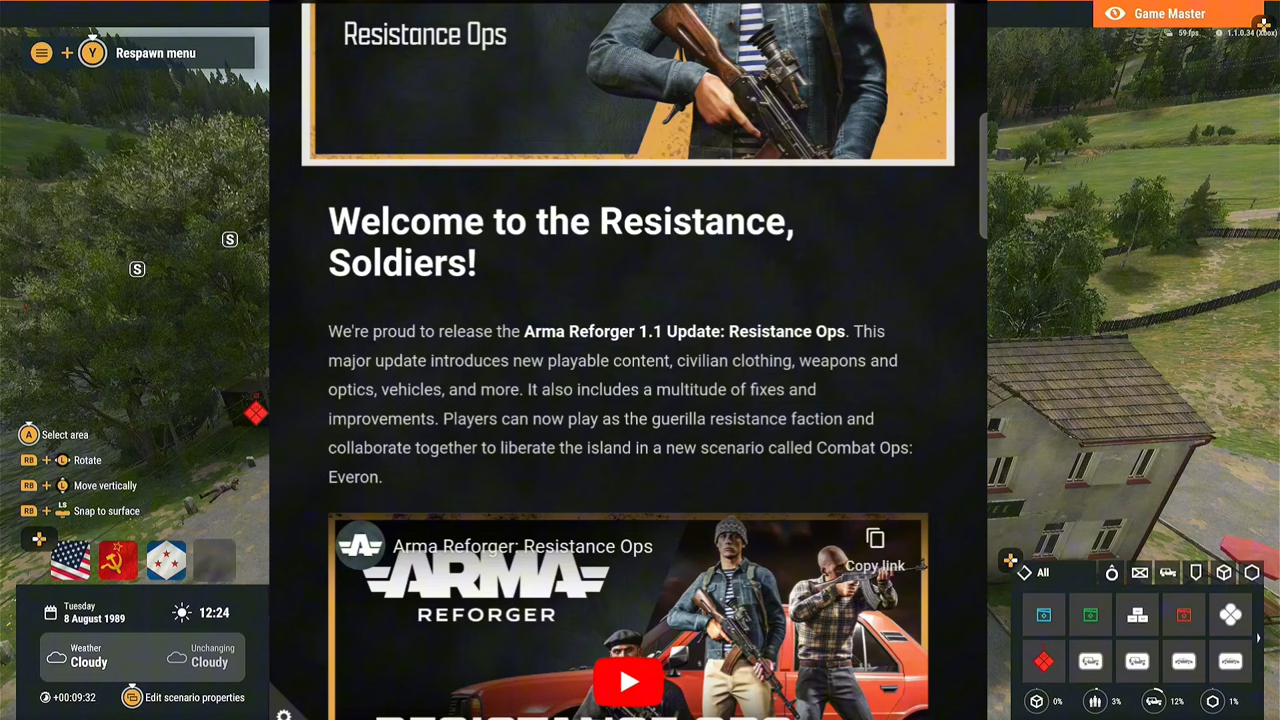 Game Master
59 fps
1.1.0.34 (Xbox)
Y
Respawn menu
Resistance Ops
S
S
Welcome to the Resistance,
Soldiers!
We're proud to release the Arma Reforger 1.1 Update: Resistance Ops. This
major update introduces new playable content, civilian clothing, weapons and
optics, vehicles, and more. It also includes a multitude of fixes and
improvements. Players can now play as the guerilla resistance faction and
collaborate together to liberate the island in a new scenario called Combat Ops:
Everon.
A Select area
RB + L Rotate
RB + L Move vertically
RB + LS Snap to surface
Arma Reforger: Resistance Ops
Copy link
ARMA
REFORGER
RESISTANCE OPS
Tuesday
8 August 1989
12:24
Weather
Cloudy
Unchanging
Cloudy
+00:09:32
Edit scenario properties
All
0%
3%
12%
1%